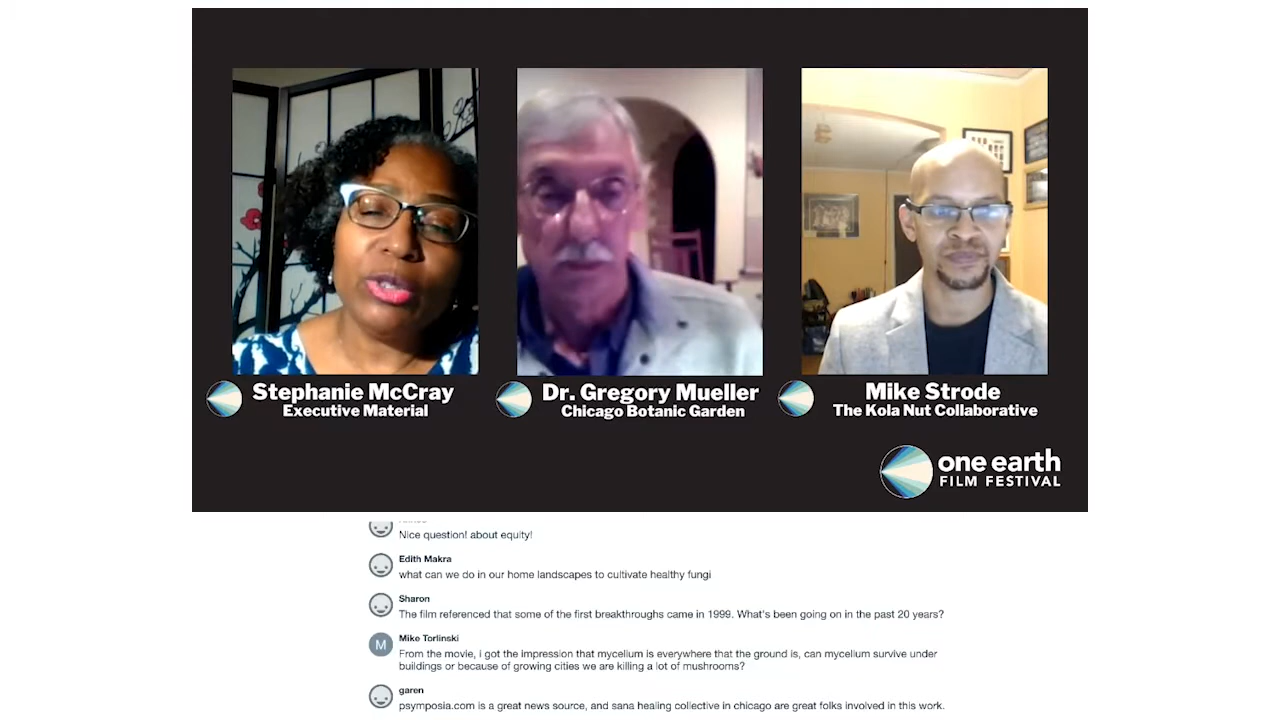 Stephanie McCray
Executive Material
Dr. Gregory Mueller
Chicago Botanic Garden
Mike Strode
The Kola Nut Collaborative
one earth
FILM FESTIVAL
Nice question! about equity!
Edith Makra
what can we do in our home landscapes to cultivate healthy fungi
Sharon
The film referenced that some of the first breakthroughs came in 1999. What's been going on in the past 20 years?
M
Mike Torlinski
From the movie, i got the impression that mycelium is everywhere that the ground is, can mycelium survive under
buildings or because of growing cities we are killing a lot of mushrooms?
garen
psymposia.com is a great news source, and sana healing collective in chicago are great folks involved in this work.